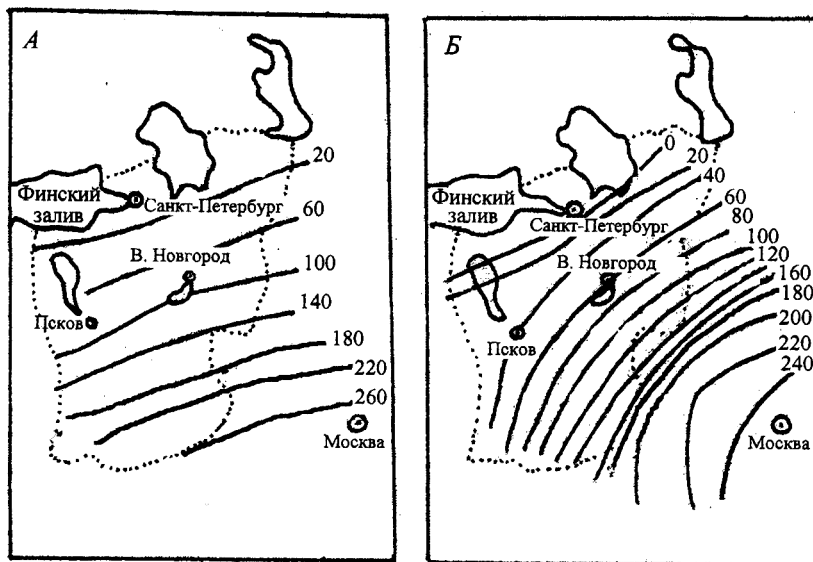 А
20
Финский
залив
Санкт-Петербург
60
В. Новгород
100
Псков
140
180
220
260
Москва
Б
0
20
40
Финский
залив
Санкт-Петербург
60
80
В. Новгород
100
120
160
180
Псков
200
220
240
Москва